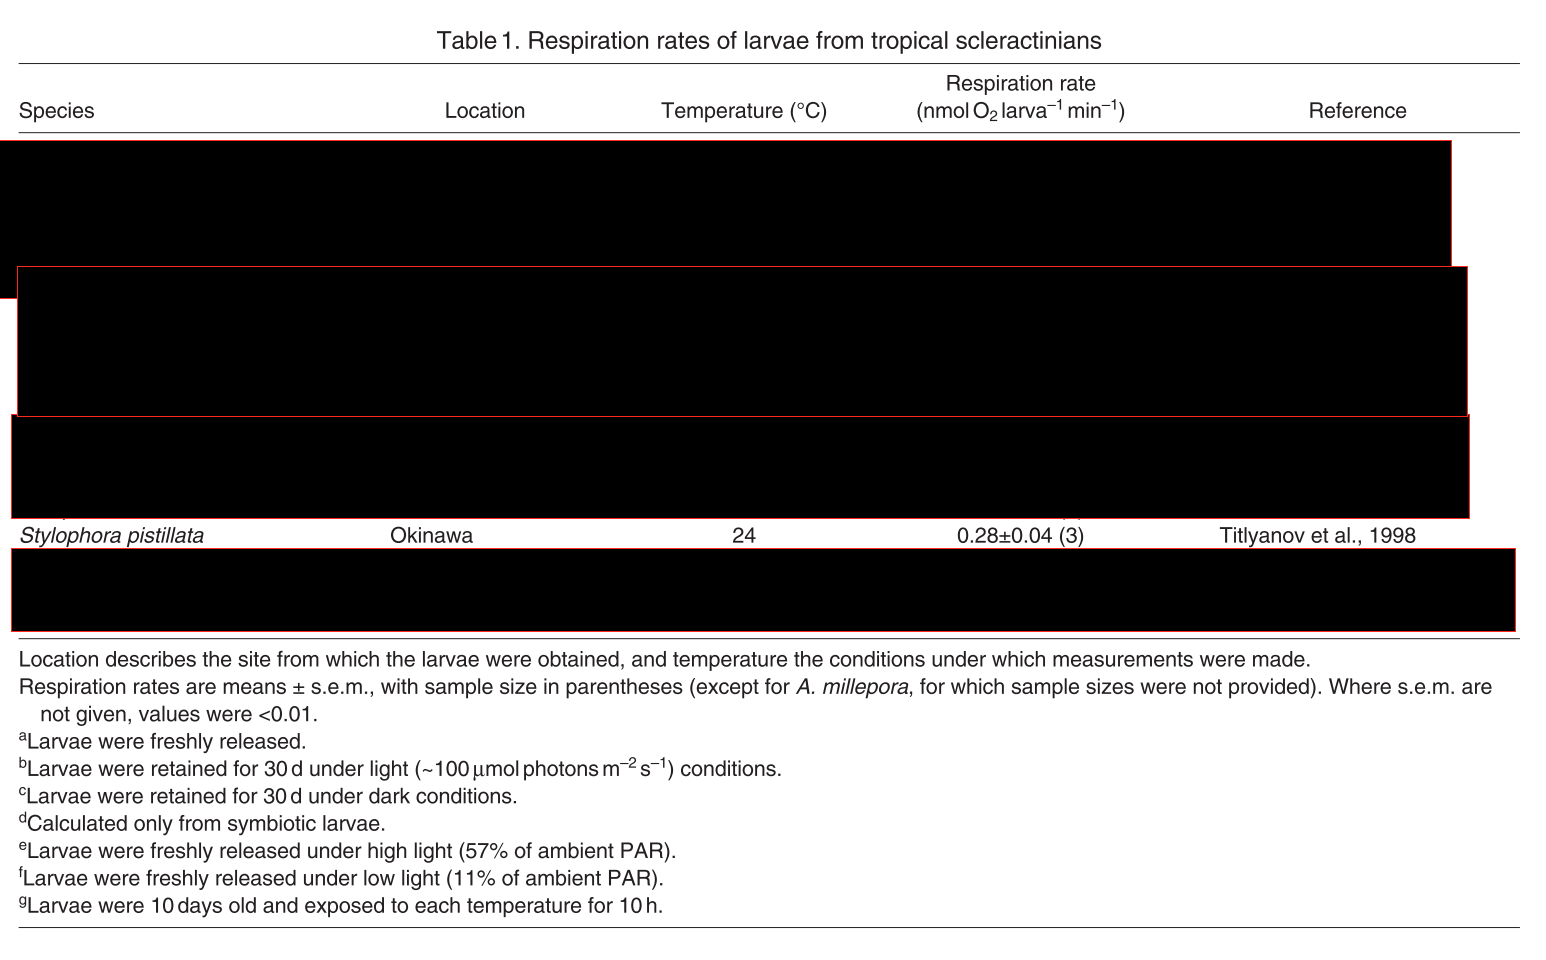 Table 1. Respiration rates of larvae from tropical scleractinians
Respiration rate
Species Location Temperature (°C) (nmol O₂ larva⁻¹ min⁻¹) Reference
Stylophora pistillata Okinawa 24 0.28±0.04 (3) Titlyanov et al., 1998
Location describes the site from which the larvae were obtained, and temperature the conditions under which measurements were made.
Respiration rates are means ± s.e.m., with sample size in parentheses (except for A. millepora, for which sample sizes were not provided). Where s.e.m. are
not given, values were <0.01.
ᵃLarvae were freshly released.
ᵇLarvae were retained for 30 d under light (~100 μmol photons m⁻² s⁻¹) conditions.
ᶜLarvae were retained for 30 d under dark conditions.
ᵈCalculated only from symbiotic larvae.
ᵉLarvae were freshly released under high light (57% of ambient PAR).
ᶠLarvae were freshly released under low light (11% of ambient PAR).
ᵍLarvae were 10 days old and exposed to each temperature for 10 h.